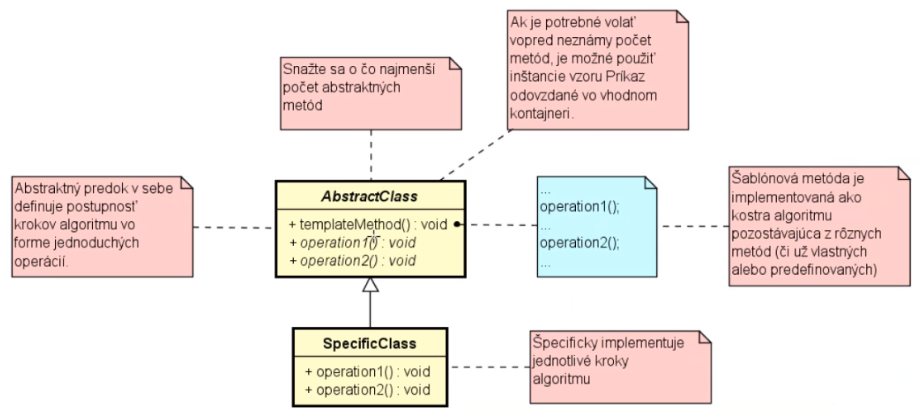 Ak je potrebné volať
vopred neznámy počet
metód, je možné použiť
inštancie vzoru Príkaz
odovzdané vo vhodnom
kontajneri.
Snažte sa o čo najmenší
počet abstraktných
metód
Abstraktný predok v sebe
definuje postupnosť
krokov algoritmu vo
forme jednoduchých
operácií.
AbstractClass
+ templateMethod() : void
+ operation1() : void
+ operation2() : void
...
operation1();
...
operation2();
...
Šablónová metóda je
implementovaná ako
kostra algoritmu
pozostávajúca z rôznych
metód (či už vlastných
alebo predefinovaných)
SpecificClass
+ operation1() : void
+ operation2() : void
Špecificky implementuje
jednotlivé kroky
algoritmu